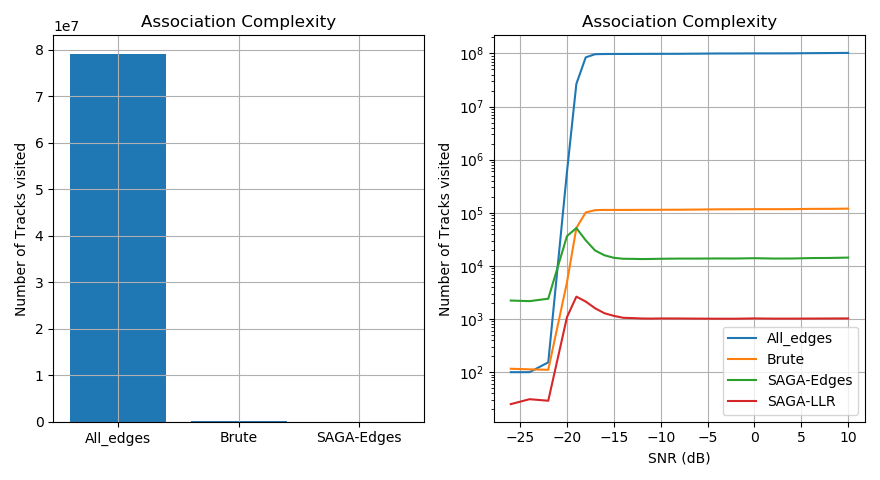 Association Complexity
1e7
8
7
6
5
4
3
2
1
0
Number of Tracks visited
All_edges Brute SAGA-Edges
Association Complexity
10^8
10^7
10^6
10^5
10^4
10^3
10^2
Number of Tracks visited
All_edges
Brute
SAGA-Edges
SAGA-LLR
−25 −20 −15 −10 −5 0 5 10
SNR (dB)